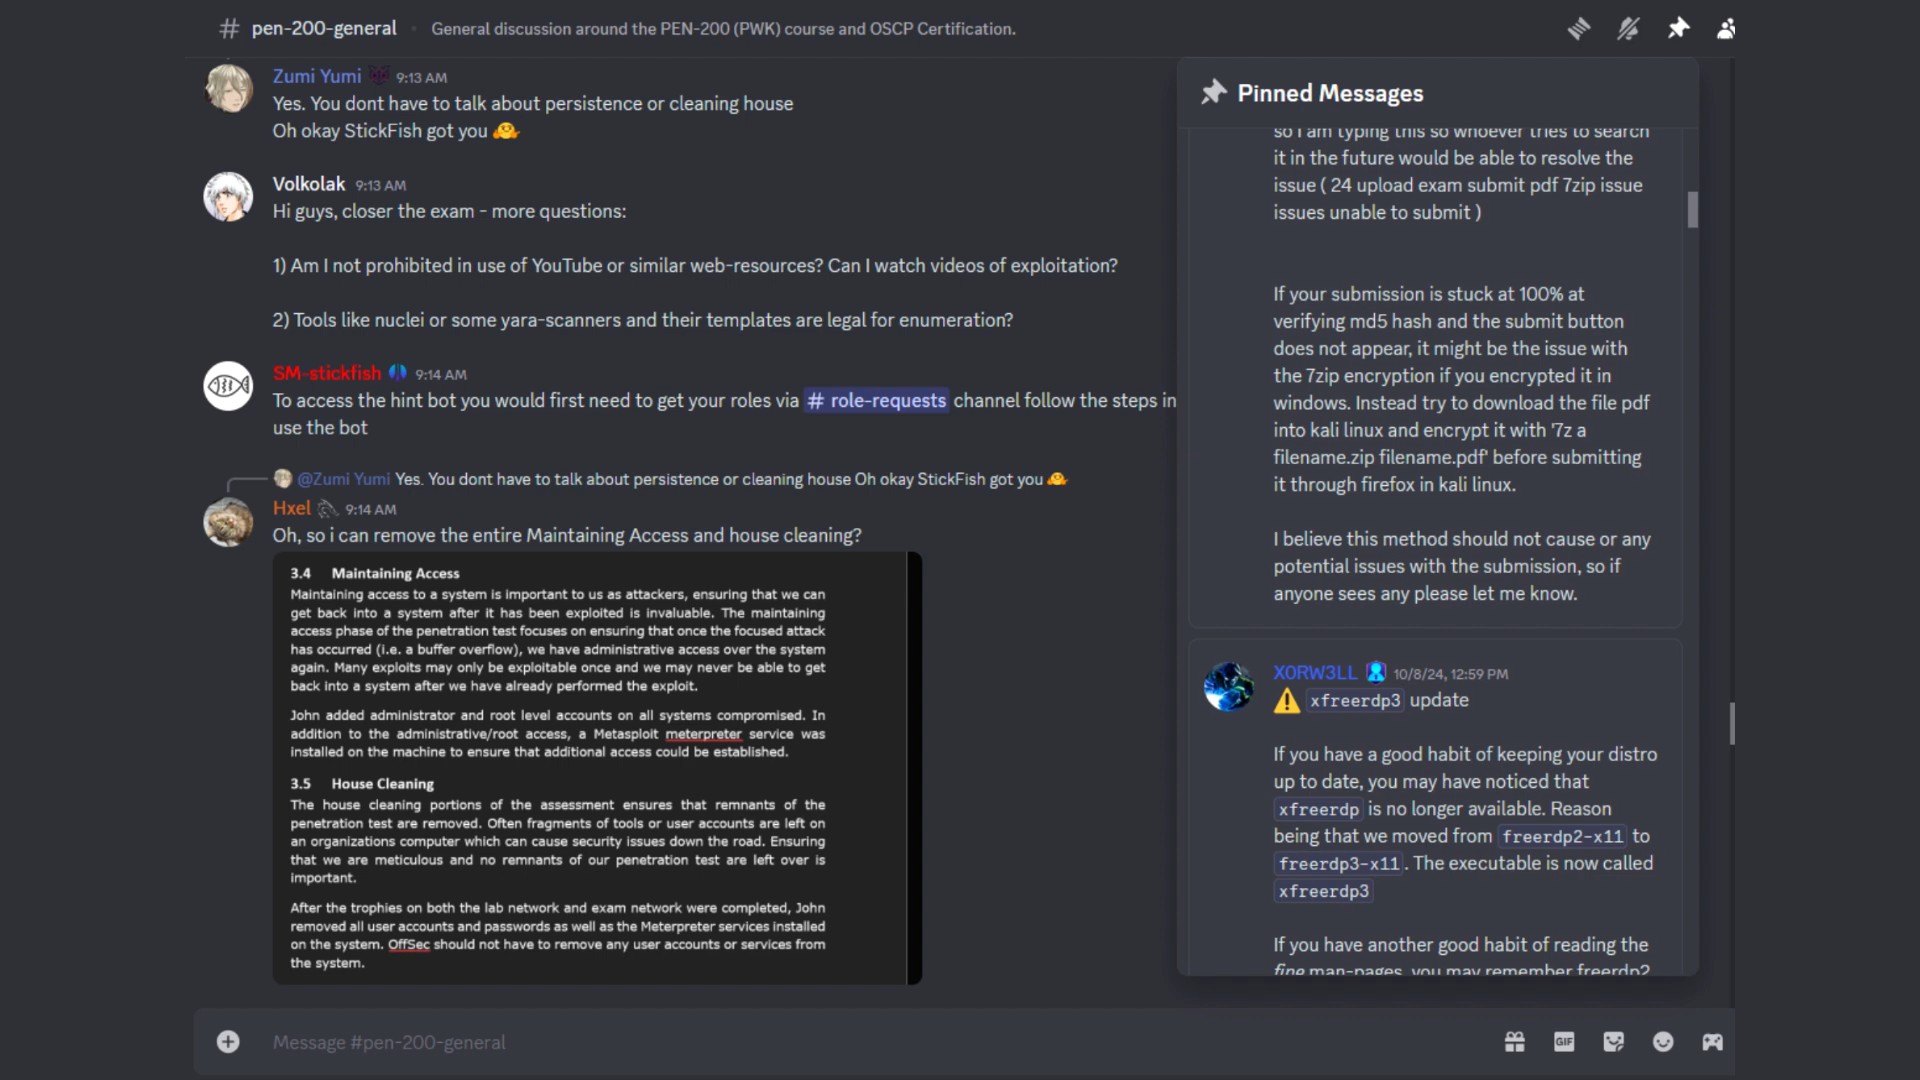 # pen-200-general
General discussion around the PEN-200 (PWK) course and OSCP Certification.
Zumi Yumi 9:13 AM
Yes. You dont have to talk about persistence or cleaning house
Oh okay StickFish got you
Volkolak 9:13 AM
Hi guys, closer the exam - more questions:
1) Am I not prohibited in use of YouTube or similar web-resources? Can I watch videos of exploitation?
2) Tools like nuclei or some yara-scanners and their templates are legal for enumeration?
SM-stickfish 9:14 AM
To access the hint bot you would first need to get your roles via # role-requests channel follow the steps in
use the bot
@Zumi Yumi Yes. You dont have to talk about persistence or cleaning house Oh okay StickFish got you
Hxel 9:14 AM
Oh, so i can remove the entire Maintaining Access and house cleaning?
3.4 Maintaining Access
Maintaining access to a system is important to us as attackers, ensuring that we can
get back into a system after it has been exploited is invaluable. The maintaining
access phase of the penetration test focuses on ensuring that once the focused attack
has occurred (i.e. a buffer overflow), we have administrative access over the system
again. Many exploits may only be exploitable once and we may never be able to get
back into a system after we have already performed the exploit.
John added administrator and root level accounts on all systems compromised. In
addition to the administrative/root access, a Metasploit meterpreter service was
installed on the machine to ensure that additional access could be established.
3.5 House Cleaning
The house cleaning portions of the assessment ensures that remnants of the
penetration test are removed. Often fragments of tools or user accounts are left on
an organizations computer which can cause security issues down the road. Ensuring
that we are meticulous and no remnants of our penetration test are left over is
important.
After the trophies on both the lab network and exam network were completed, John
removed all user accounts and passwords as well as the Meterpreter services installed
on the system. OffSec should not have to remove any user accounts or services from
the system.
Message #pen-200-general
GIF
Pinned Messages
so I am typing this so whoever tries to search
it in the future would be able to resolve the
issue ( 24 upload exam submit pdf 7zip issue
issues unable to submit )
If your submission is stuck at 100% at
verifying md5 hash and the submit button
does not appear, it might be the issue with
the 7zip encryption if you encrypted it in
windows. Instead try to download the file pdf
into kali linux and encrypt it with '7z a
filename.zip filename.pdf' before submitting
it through firefox in kali linux.
I believe this method should not cause or any
potential issues with the submission, so if
anyone sees any please let me know.
X0RW3LL 10/8/24, 12:59 PM
xfreerdp3 update
If you have a good habit of keeping your distro
up to date, you may have noticed that
xfreerdp is no longer available. Reason
being that we moved from freerdp2-x11 to
freerdp3-x11. The executable is now called
xfreerdp3
If you have another good habit of reading the
fine man-pages, you may remember freerdp2